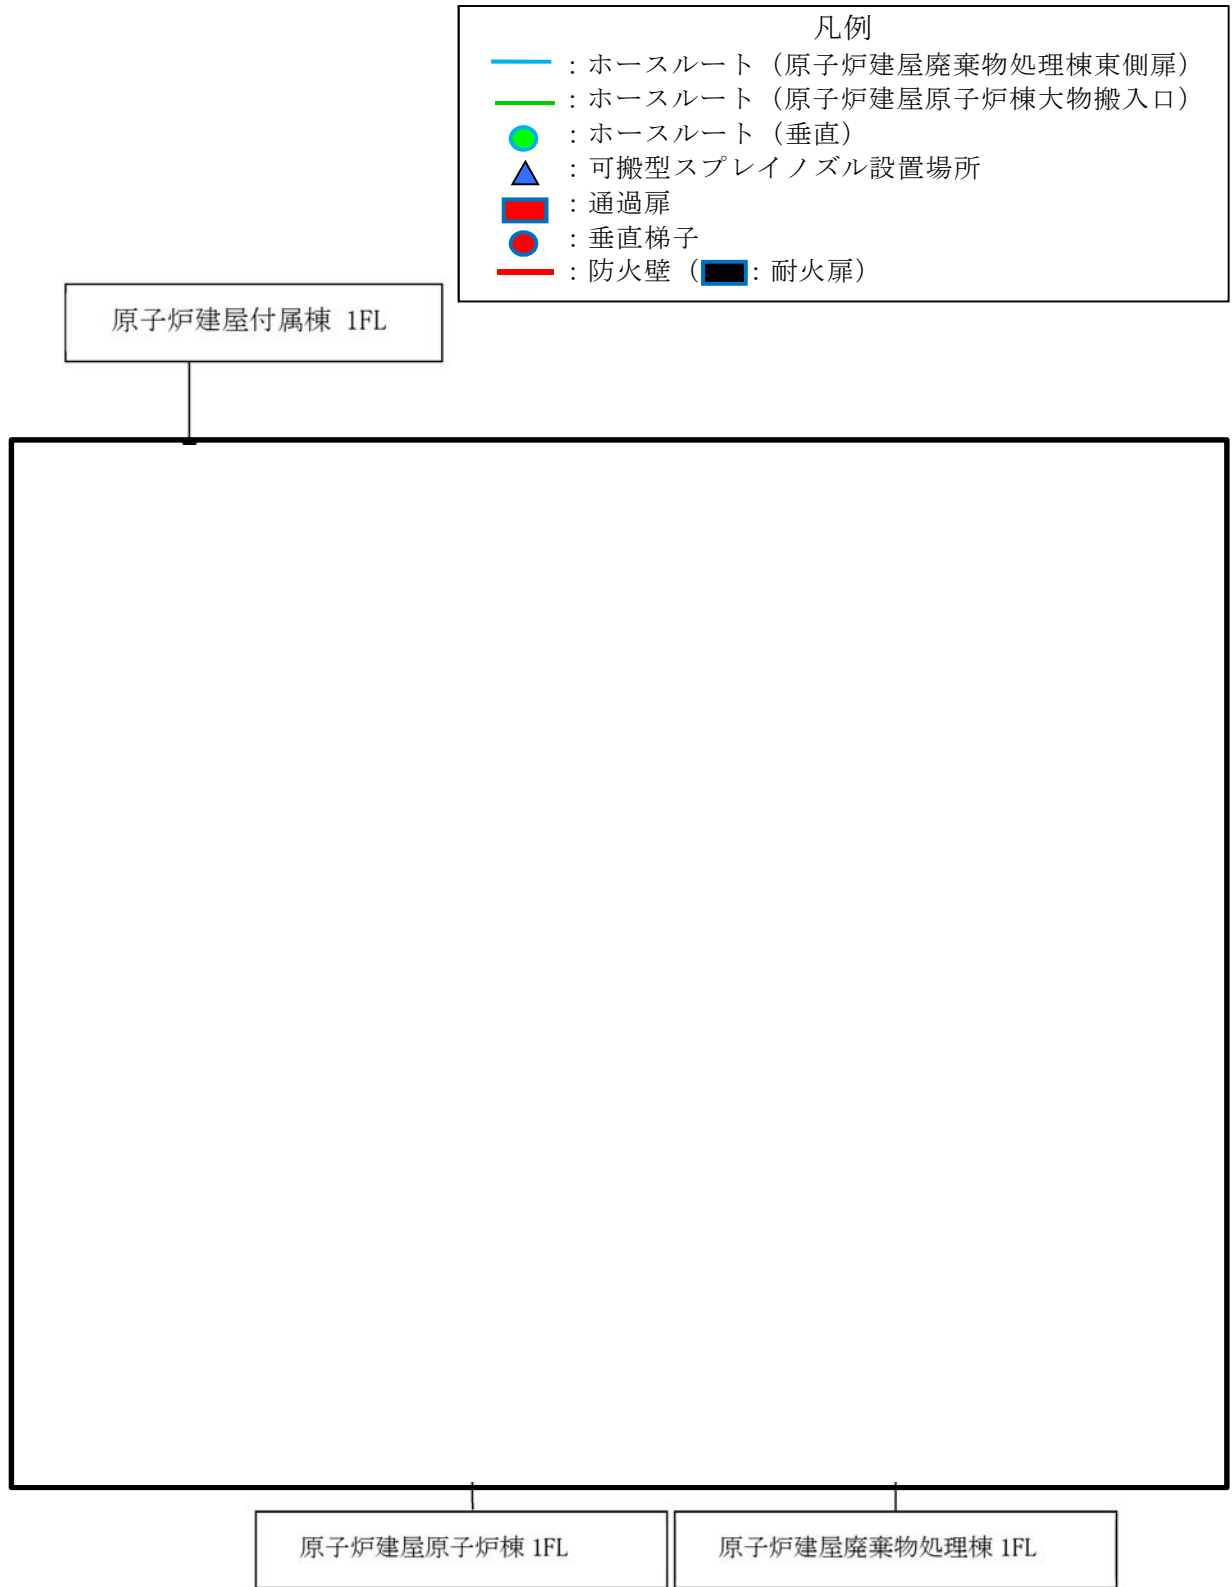 凡例
：ホースルート（原子炉建屋廃棄物処理棟東側扉）
：ホースルート（原子炉建屋原子炉棟大物搬入口）
：ホースルート（垂直）
：可搬型スプレイノズル設置場所
：通過扉
：垂直梯子
：防火壁（　：耐火扉）
原子炉建屋付属棟 1FL
原子炉建屋原子炉棟 1FL
原子炉建屋廃棄物処理棟 1FL